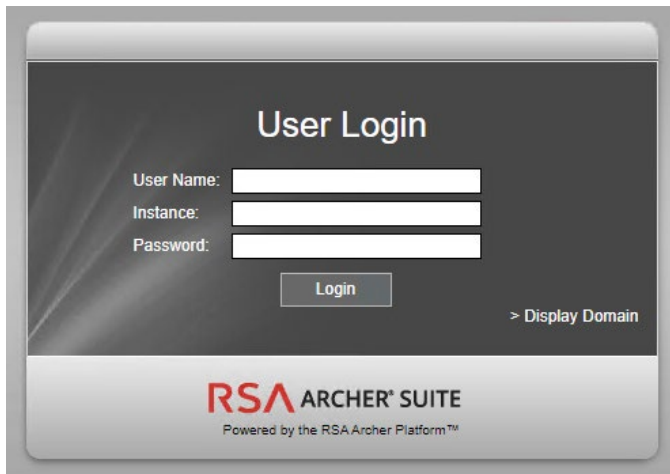 User Login
User Name:
Instance:
Password:
Login
> Display Domain
RSA ARCHER® SUITE
Powered by the RSA Archer Platform™